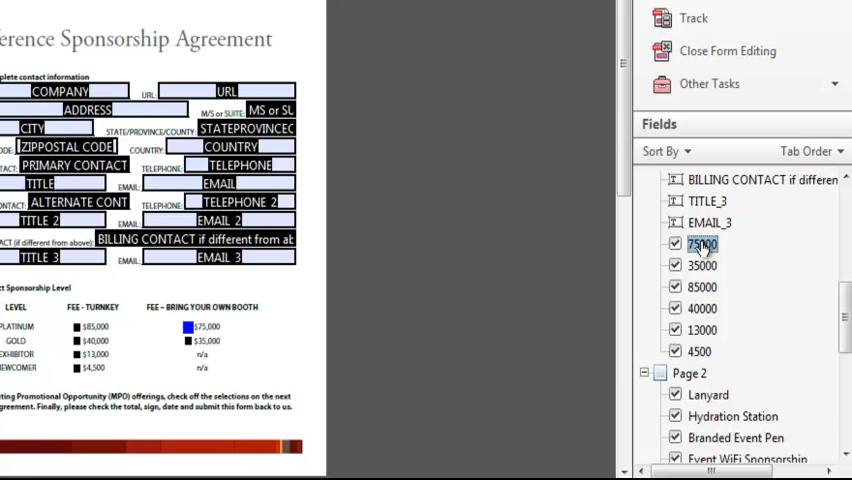 erence Sponsorship Agreement
plete contact information
COMPANY URL: URL
ADDRESS M/S or SUITE: MS or SU
CITY STATE/PROVINCE/COUNTY: STATEPROVINCEC
ODE: ZIPPOSTAL CODE COUNTRY: COUNTRY
TACT: PRIMARY CONTACT TELEPHONE: TELEPHONE
TITLE EMAIL: EMAIL
ONTACT: ALTERNATE CONT TELEPHONE: TELEPHONE 2
TITLE 2 EMAIL: EMAIL 2
ACT (if different from above): BILLING CONTACT if different from ab
TITLE 3 EMAIL: EMAIL 3
ct Sponsorship Level
LEVEL FEE - TURNKEY FEE – BRING YOUR OWN BOOTH
PLATINUM $85,000 $75,000
GOLD $40,000 $35,000
EXHIBITOR $13,000 n/a
EWCOMER $4,500 n/a
eting Promotional Opportunity (MPO) offerings, check off the selections on the next
greement. Finally, please check the total, sign, date and submit this form back to us.
Track
Close Form Editing
Other Tasks
Fields
Sort By Tab Order
BILLING CONTACT if differen
TITLE_3
EMAIL_3
75000
35000
85000
40000
13000
4500
Page 2
Lanyard
Hydration Station
Branded Event Pen
Event WiFi Sponsorship